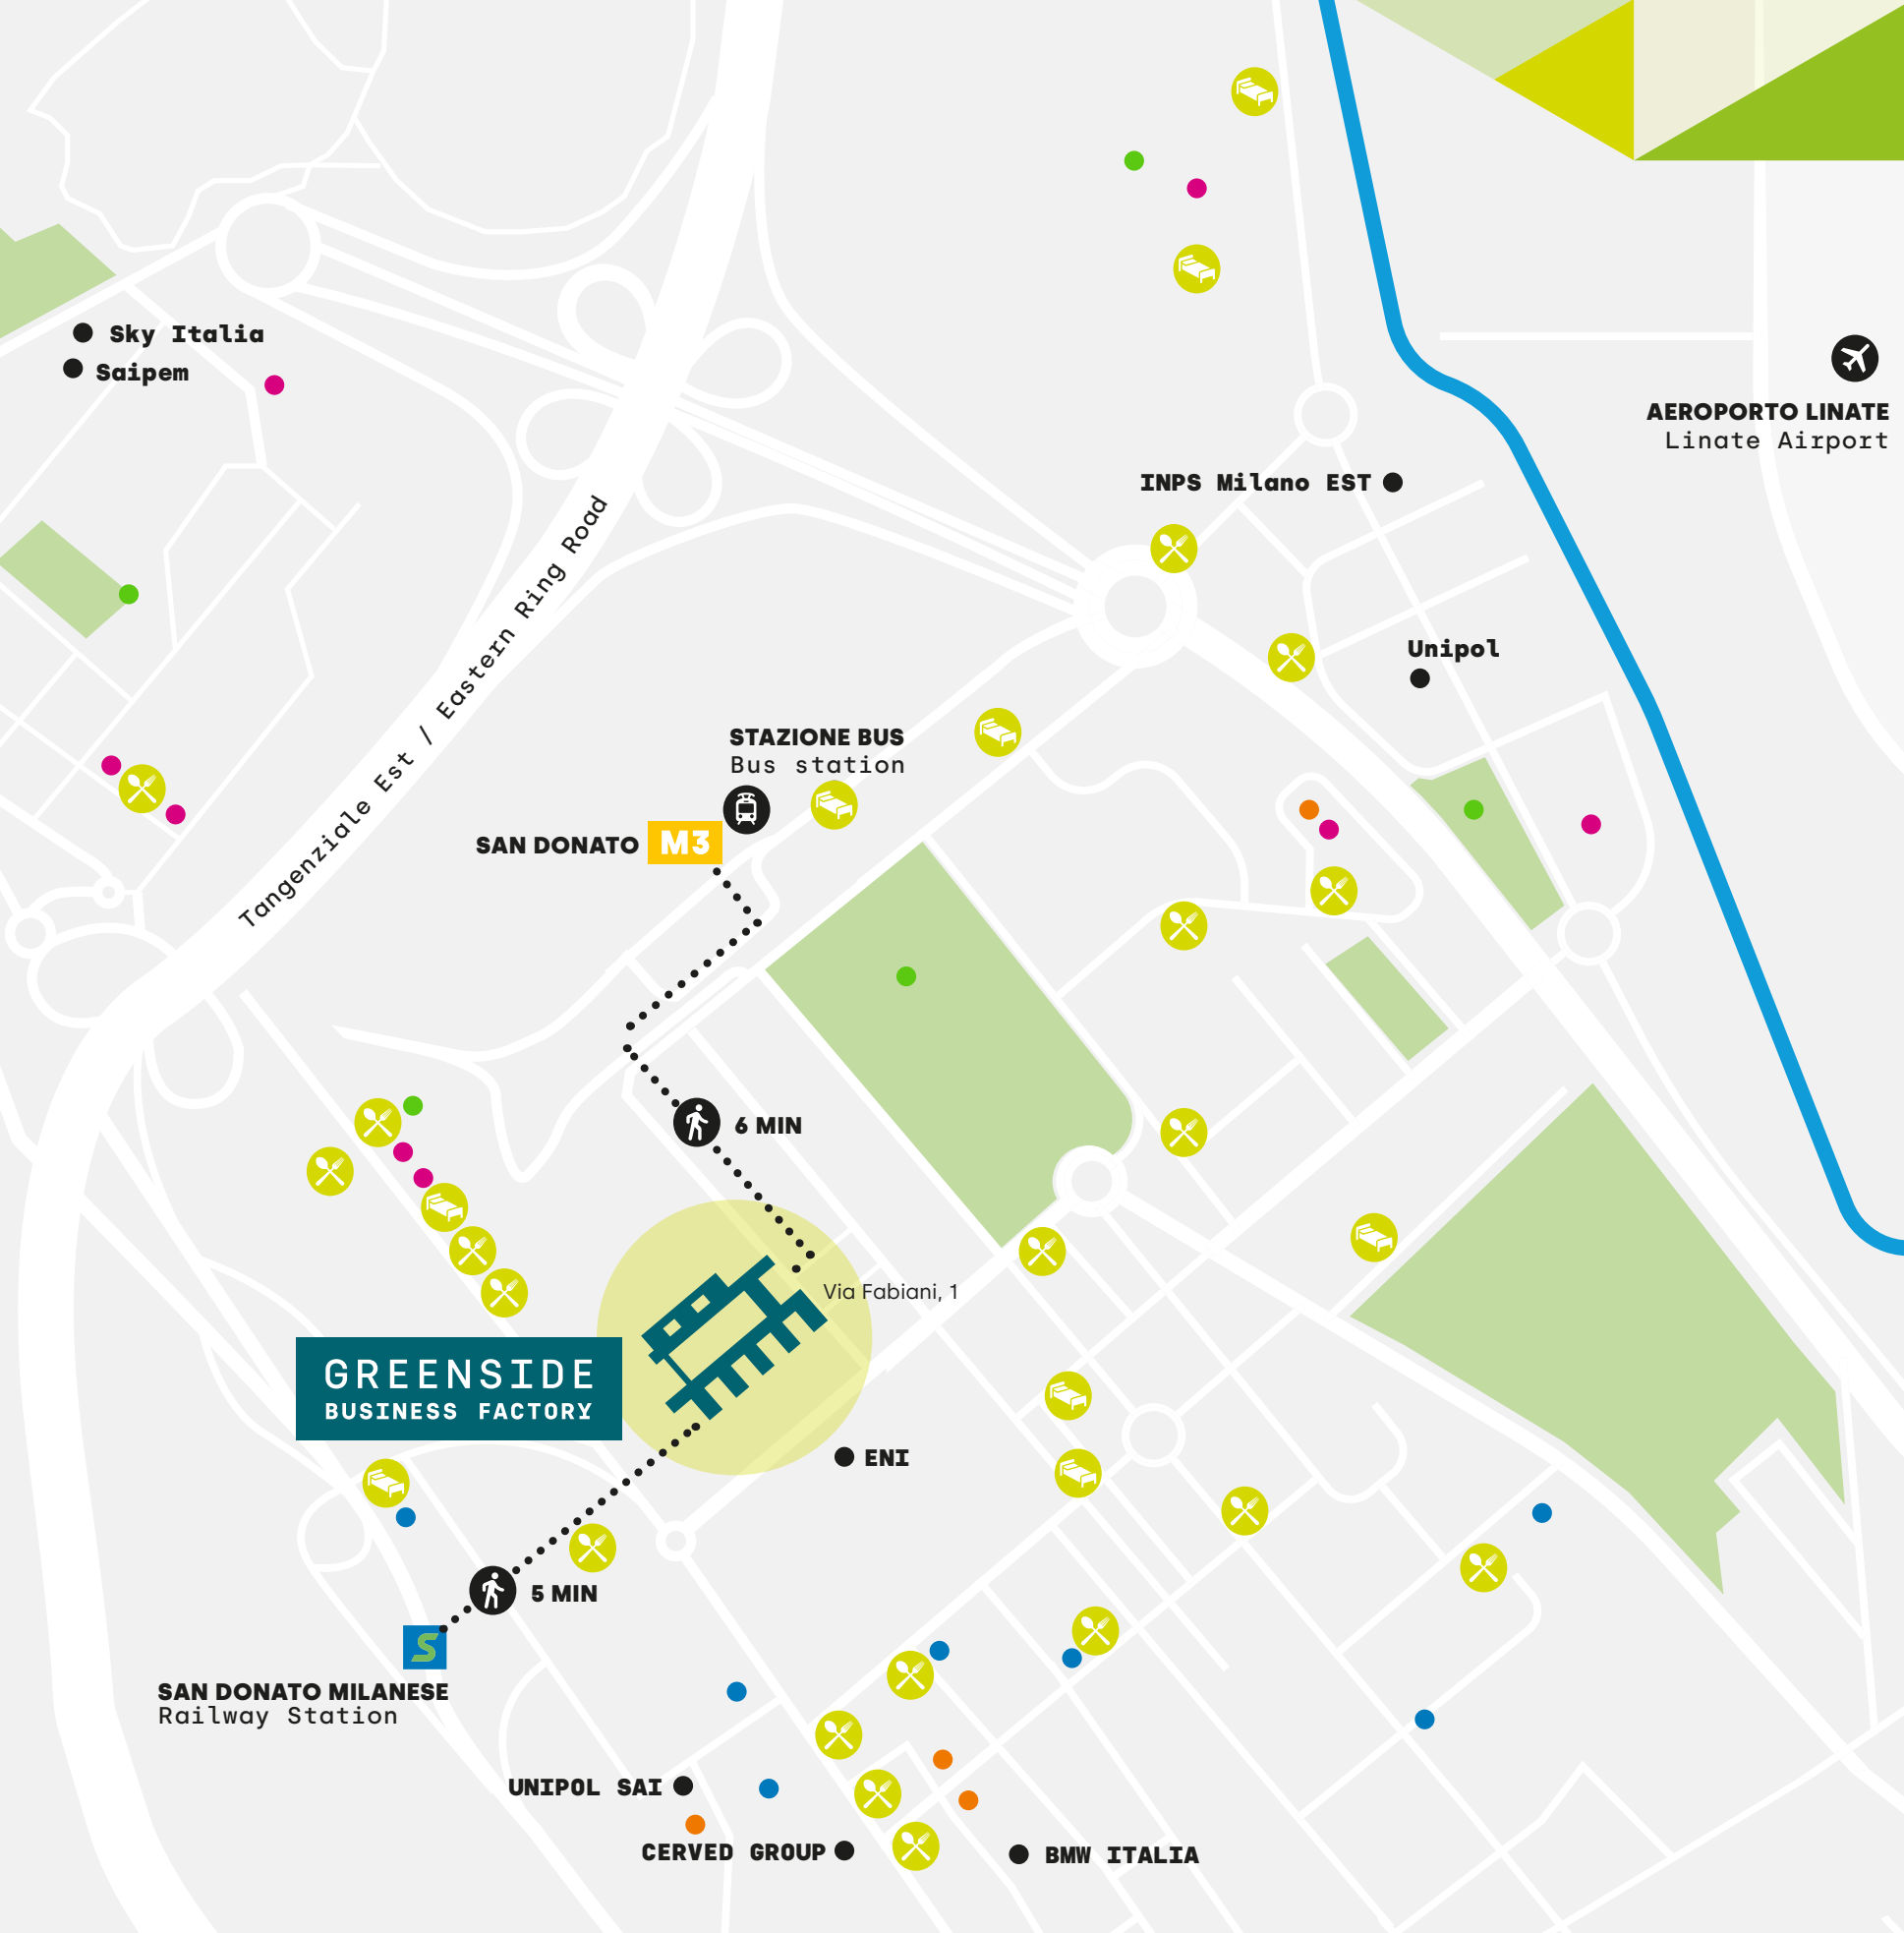 Sky Italia
Saipem
AEROPORTO LINATE
Linate Airport
INPS Milano EST
Tangenziale Est / Eastern Ring Road
Unipol
STAZIONE BUS
Bus station
SAN DONATO M3
6 MIN
Via Fabiani, 1
GREENSIDE
BUSINESS FACTORY
ENI
5 MIN
S
SAN DONATO MILANESE
Railway Station
UNIPOL SAI
CERVED GROUP
BMW ITALIA